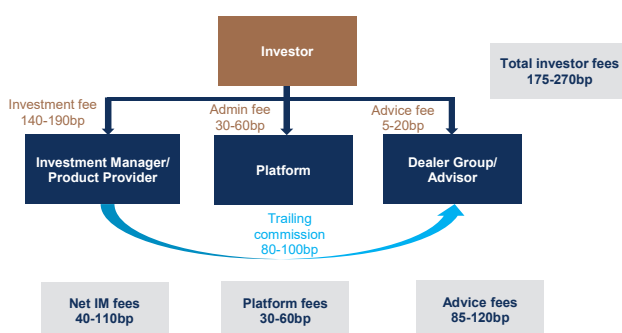 Investor
Total investor fees
175-270bp
Investment fee
140-190bp
Admin fee
30-60bp
Advice fee
5-20bp
Investment Manager/
Product Provider
Platform
Dealer Group/
Advisor
Trailing
commission
80-100bp
Net IM fees
40-110bp
Platform fees
30-60bp
Advice fees
85-120bp